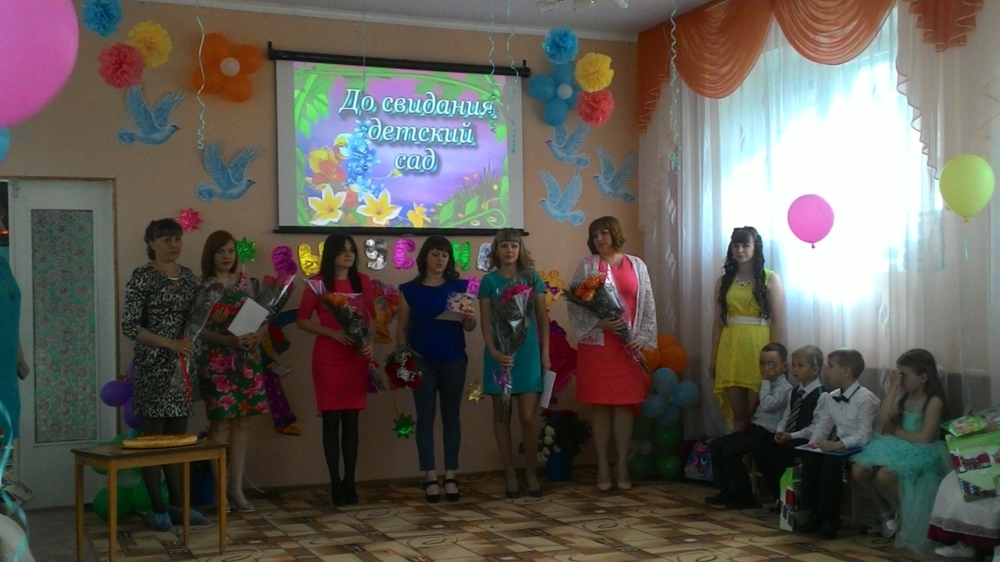 До свидания,
детский
сад